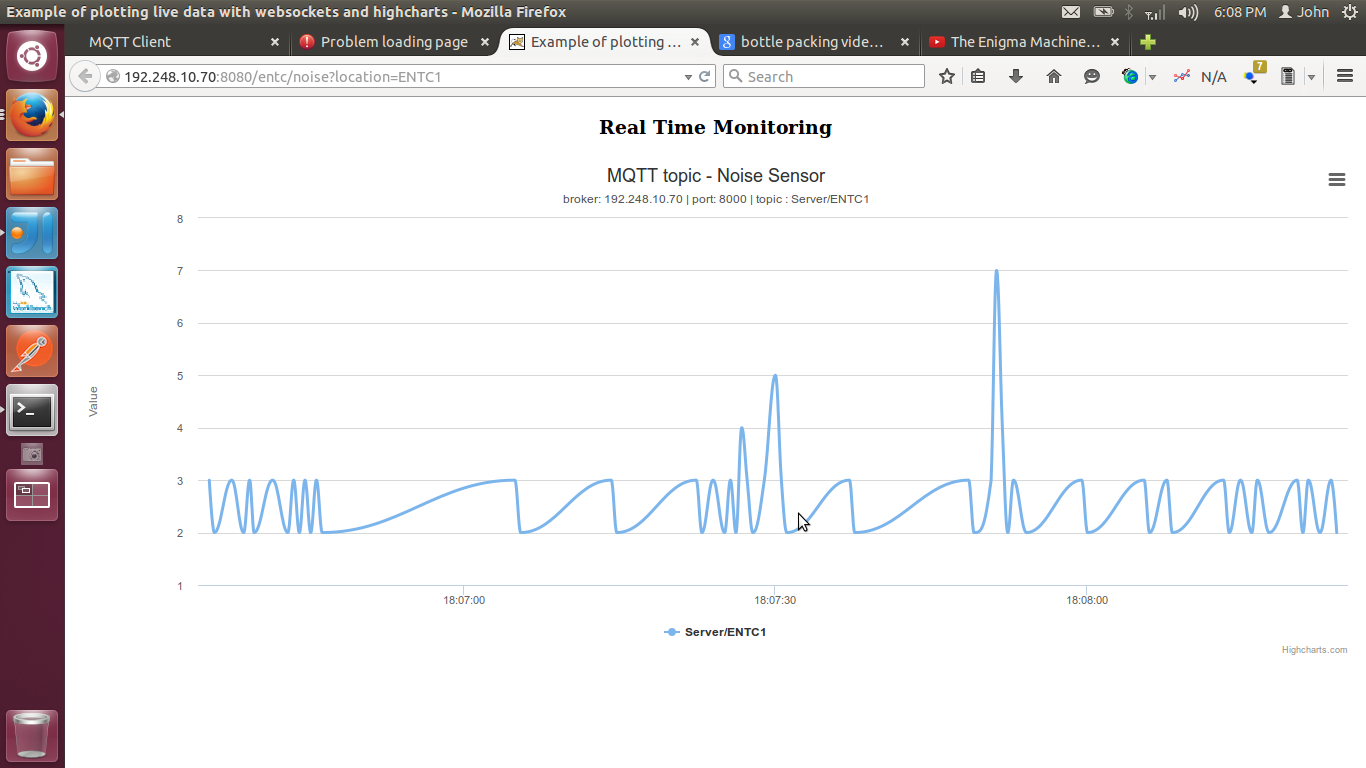 Example of plotting live data with websockets and highcharts - Mozilla Firefox
6:08 PM
John
MQTT Client
Problem loading page
Example of plotting ...
bottle packing vide...
The Enigma Machine...
192.248.10.70:8080/entc/noise?location=ENTC1
Search
N/A
7
Real Time Monitoring
MQTT topic - Noise Sensor
broker: 192.248.10.70 | port: 8000 | topic : Server/ENTC1
8
7
6
5
4
3
2
1
Value
18:07:00
18:07:30
18:08:00
Server/ENTC1
Highcharts.com